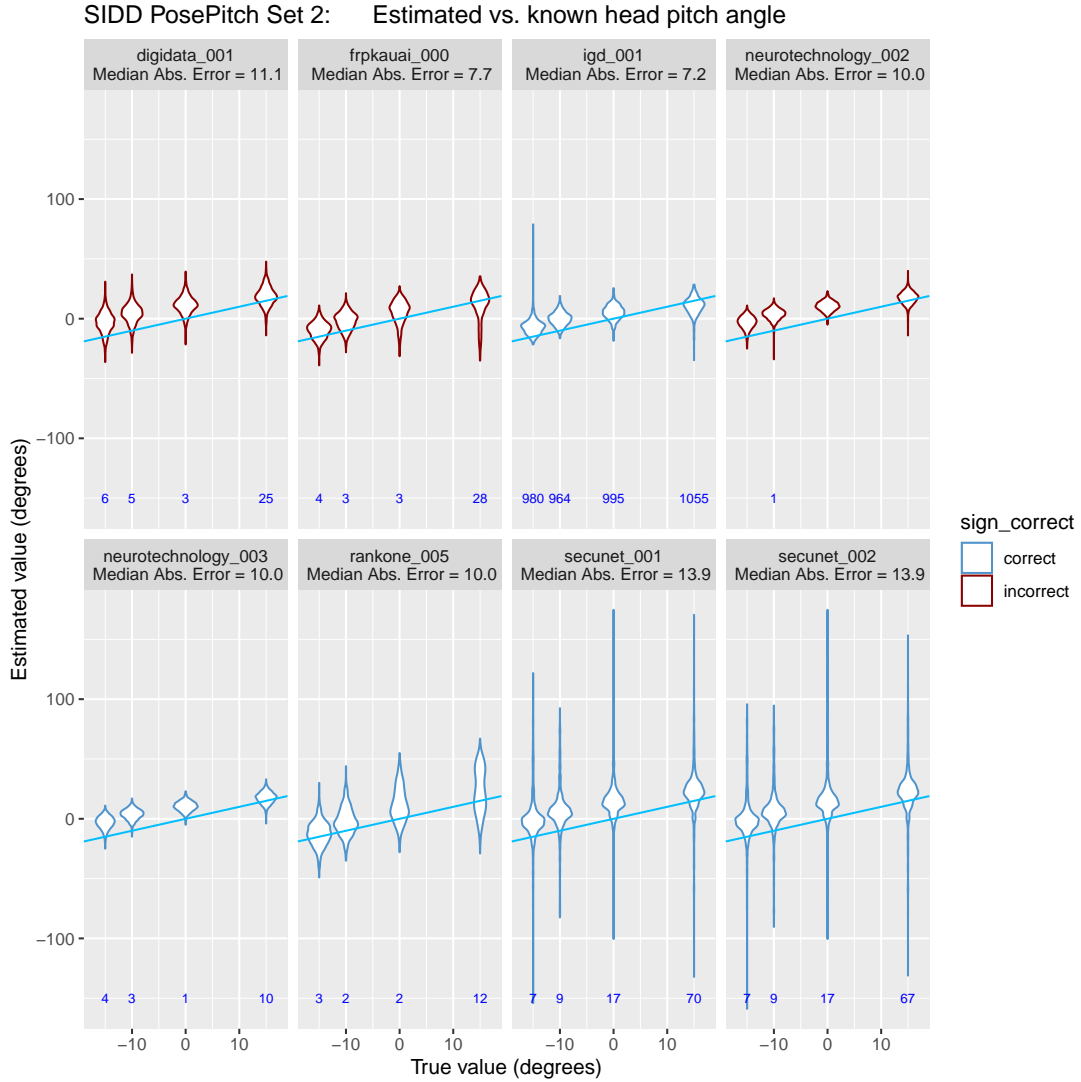 SIDD PosePitch Set 2: Estimated vs. known head pitch angle
digidata_001
Median Abs. Error = 11.1
frpkauai_000
Median Abs. Error = 7.7
igd_001
Median Abs. Error = 7.2
neurotechnology_002
Median Abs. Error = 10.0
100
0
−100
6 5 3 25
4 3 3 28
980 964 995 1055
1
neurotechnology_003
Median Abs. Error = 10.0
rankone_005
Median Abs. Error = 10.0
secunet_001
Median Abs. Error = 13.9
secunet_002
Median Abs. Error = 13.9
100
0
−100
4 3 1 10
3 2 2 12
7 9 17 70
7 9 17 67
−10 0 10
−10 0 10
−10 0 10
−10 0 10
True value (degrees)
Estimated value (degrees)
sign_correct
correct
incorrect